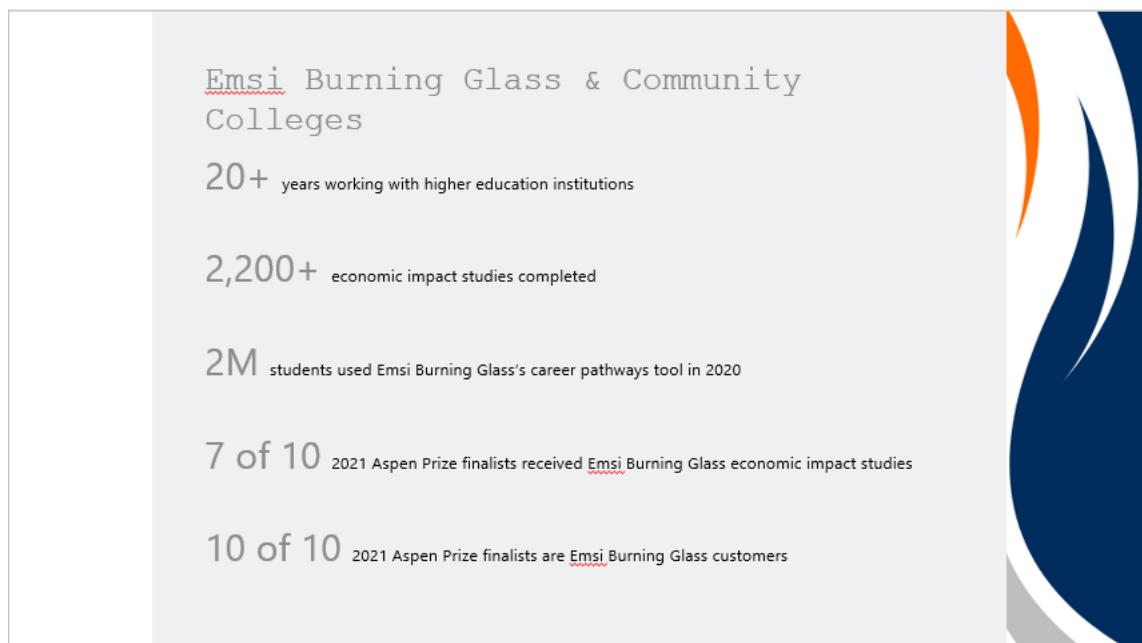 Emsi Burning Glass & Community
Colleges
20+ years working with higher education institutions
2,200+ economic impact studies completed
2M students used Emsi Burning Glass's career pathways tool in 2020
7 of 10 2021 Aspen Prize finalists received Emsi Burning Glass economic impact studies
10 of 10 2021 Aspen Prize finalists are Emsi Burning Glass customers